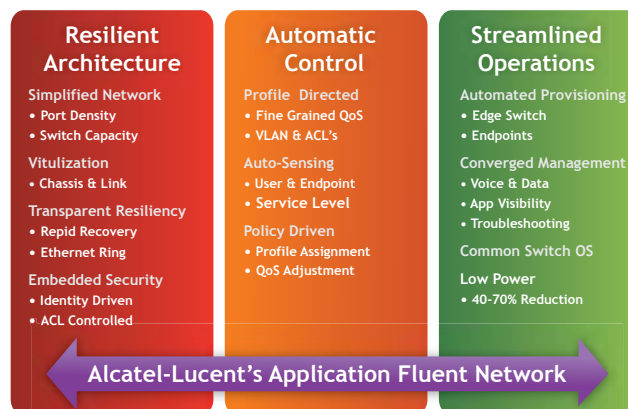 Resilient
Architecture
Simplified Network
• Port Density
• Switch Capacity
Vitulization
• Chassis & Link
Transparent Resiliency
• Repid Recovery
• Ethernet Ring
Embedded Security
• Identity Driven
• ACL Controlled
Automatic
Control
Profile Directed
• Fine Grained QoS
• VLAN & ACL's
Auto-Sensing
• User & Endpoint
• Service Level
Policy Driven
• Profile Assignment
• QoS Adjustment
Streamlined
Operations
Automated Provisioning
• Edge Switch
• Endpoints
Converged Management
• Voice & Data
• App Visibility
• Troubleshooting
Common Switch OS
Low Power
• 40-70% Reduction
Alcatel-Lucent's Application Fluent Network